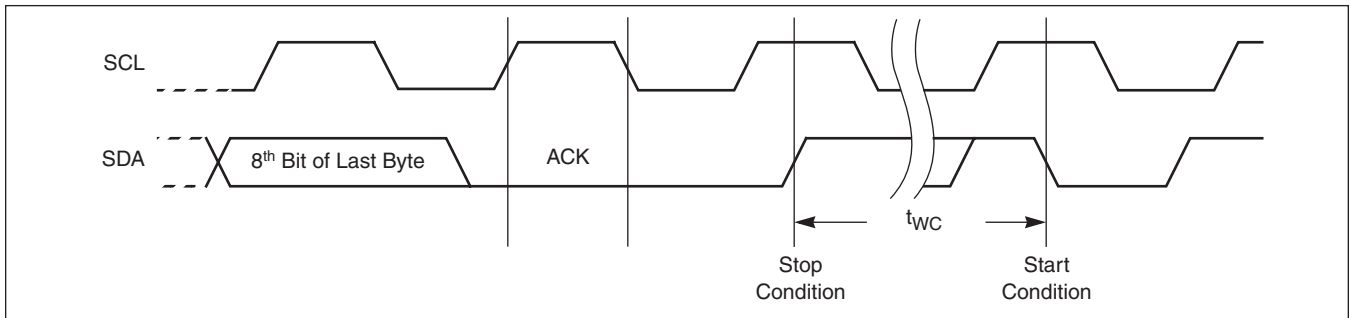 SCL
SDA
8th Bit of Last Byte
ACK
tWC
Stop
Condition
Start
Condition